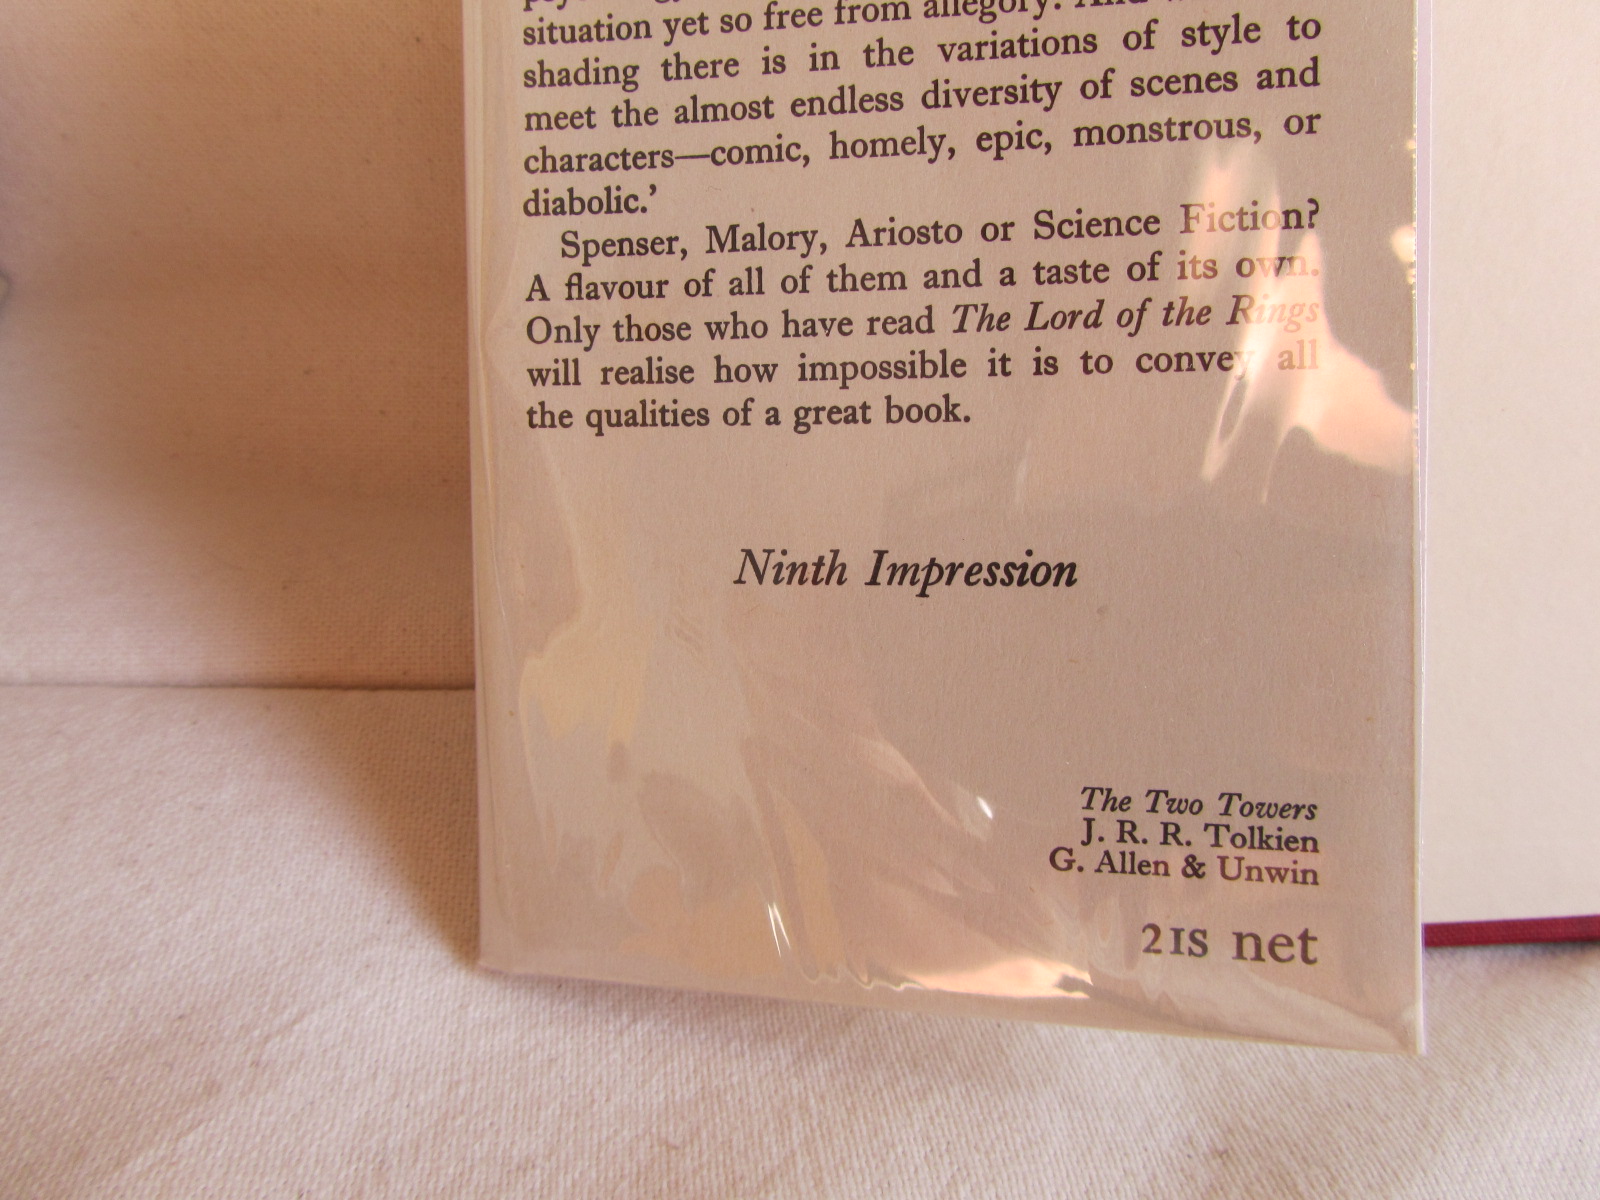 situation yet so free from allegory. And
shading there is in the variations of style to
meet the almost endless diversity of scenes and
characters—comic, homely, epic, monstrous, or
diabolic.’
Spenser, Malory, Ariosto or Science Fiction?
A flavour of all of them and a taste of its own.
Only those who have read The Lord of the Rings
will realise how impossible it is to convey all
the qualities of a great book.
Ninth Impression
The Two Towers
J. R. R. Tolkien
G. Allen & Unwin
21s net